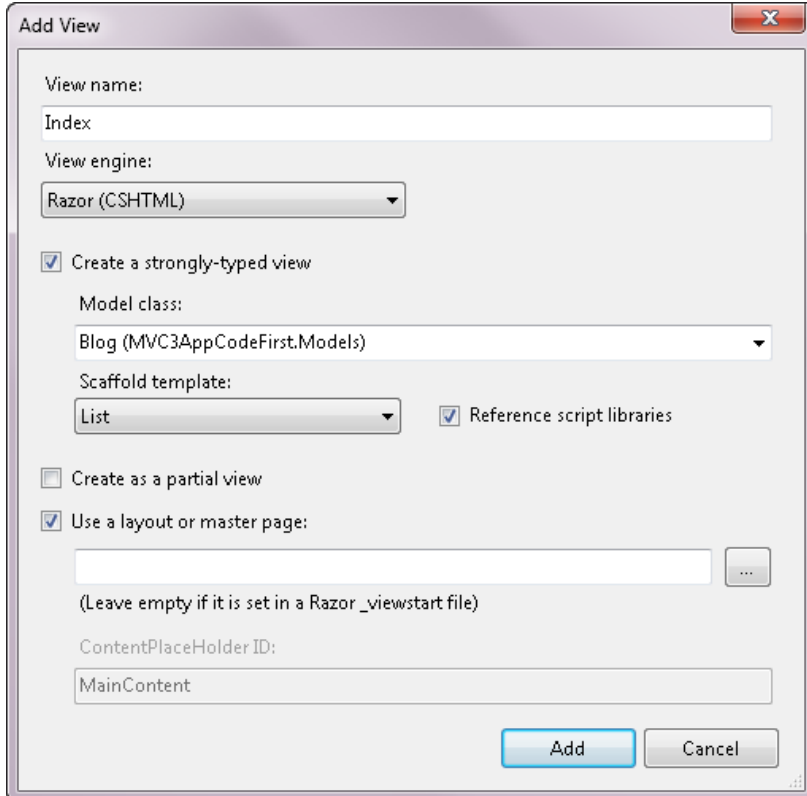 Add View
View name:
Index
View engine:
Razor (CSHTML)
Create a strongly-typed view
Model class:
Blog (MVC3AppCodeFirst.Models)
Scaffold template:
List
Reference script libraries
Create as a partial view
Use a layout or master page:
...
(Leave empty if it is set in a Razor _viewstart file)
ContentPlaceHolder ID:
MainContent
Add
Cancel